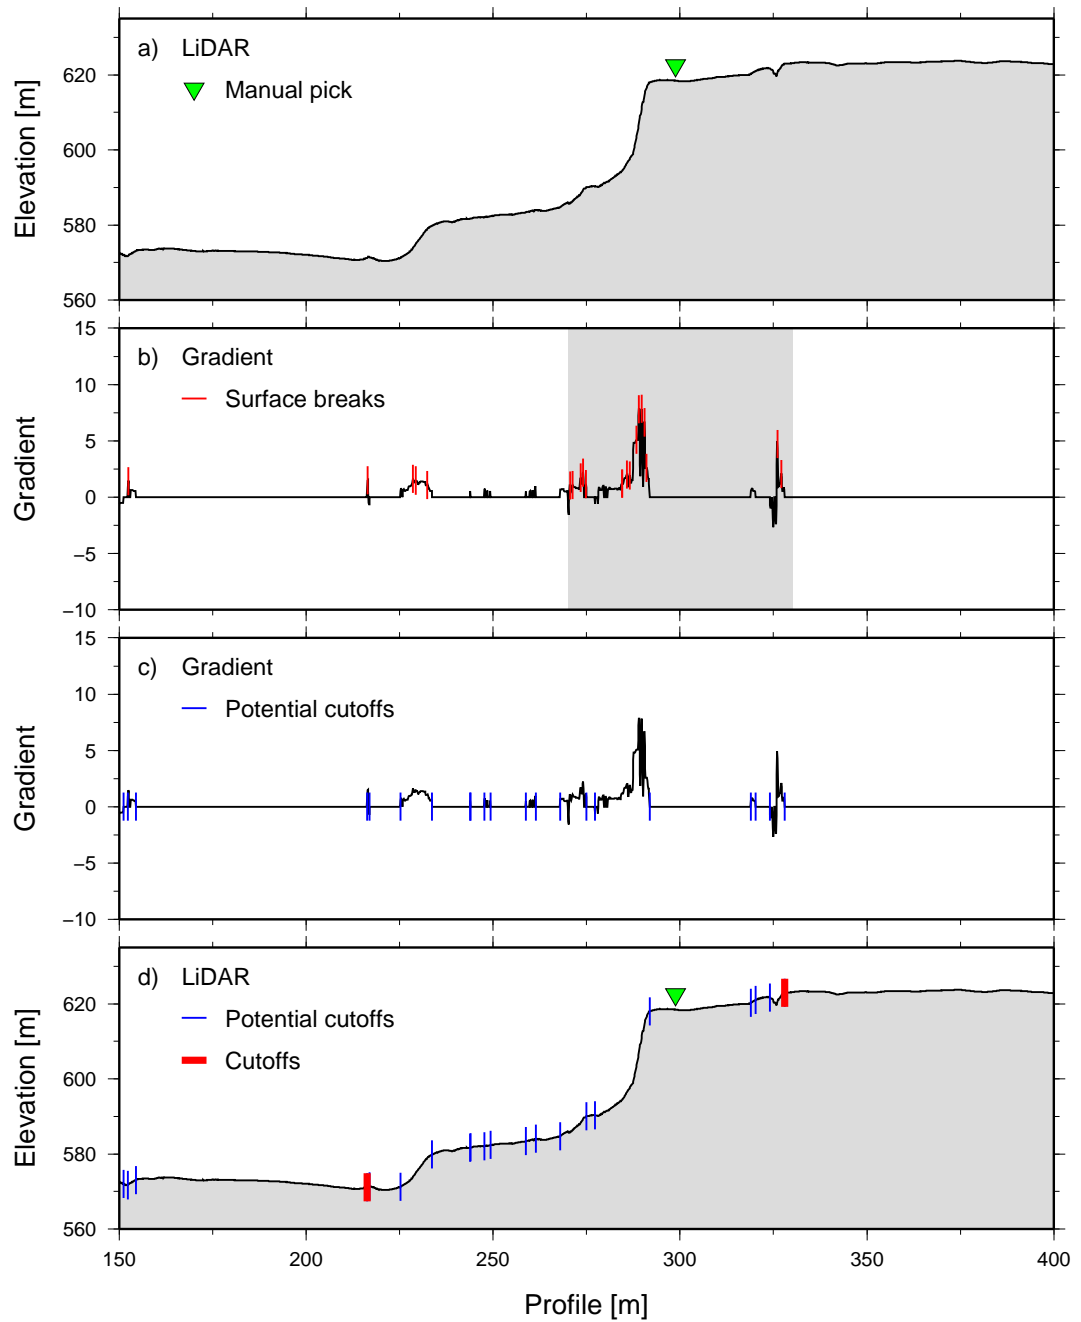 a) LiDAR
Manual pick
Elevation [m]
620
600
580
560
b) Gradient
Surface breaks
Gradient
15
10
5
0
−5
−10
c) Gradient
Potential cutoffs
Gradient
15
10
5
0
−5
−10
d) LiDAR
Potential cutoffs
Cutoffs
Elevation [m]
620
600
580
560
150 200 250 300 350 400
Profile [m]